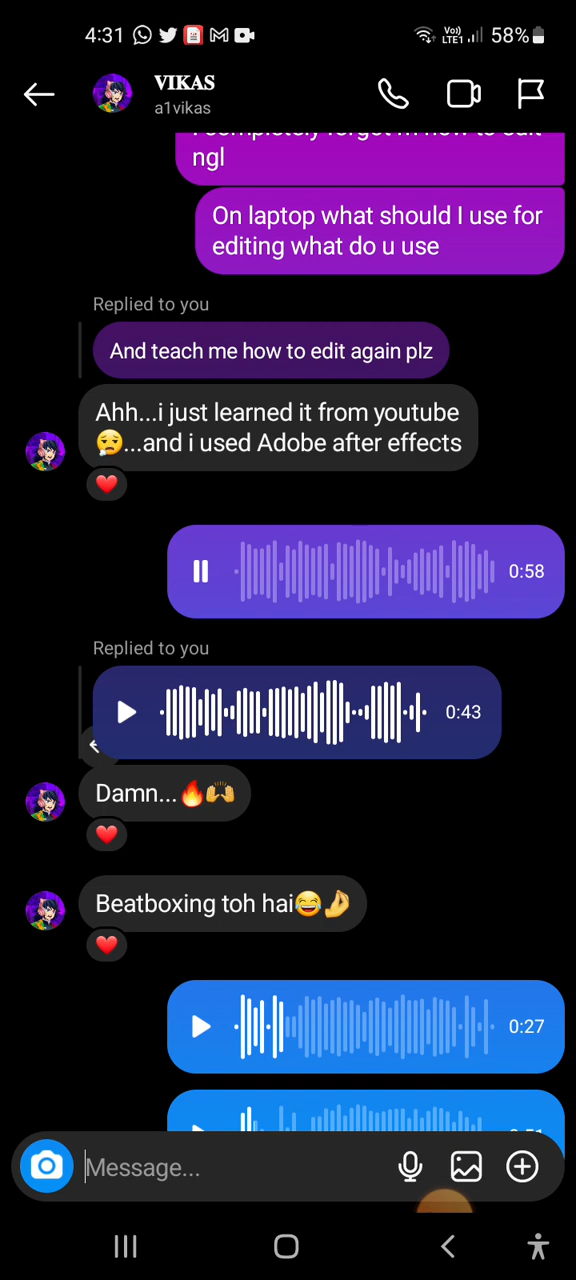 4:31
Vo))
LTE1
58%
VIKAS
a1vikas
ngl
On laptop what should I use for
editing what do u use
Replied to you
And teach me how to edit again plz
Ahh...i just learned it from youtube
😮‍💨...and i used Adobe after effects
0:58
Replied to you
0:43
Damn...🔥🙌
Beatboxing toh hai😂🤌
0:27
Message...